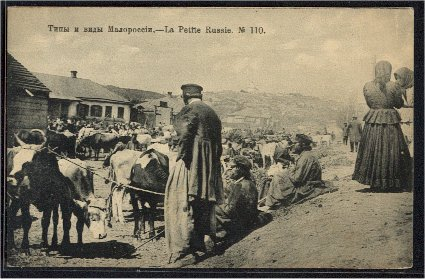 Типы и виды Малороссіи.—La Petite Russie. № 110.